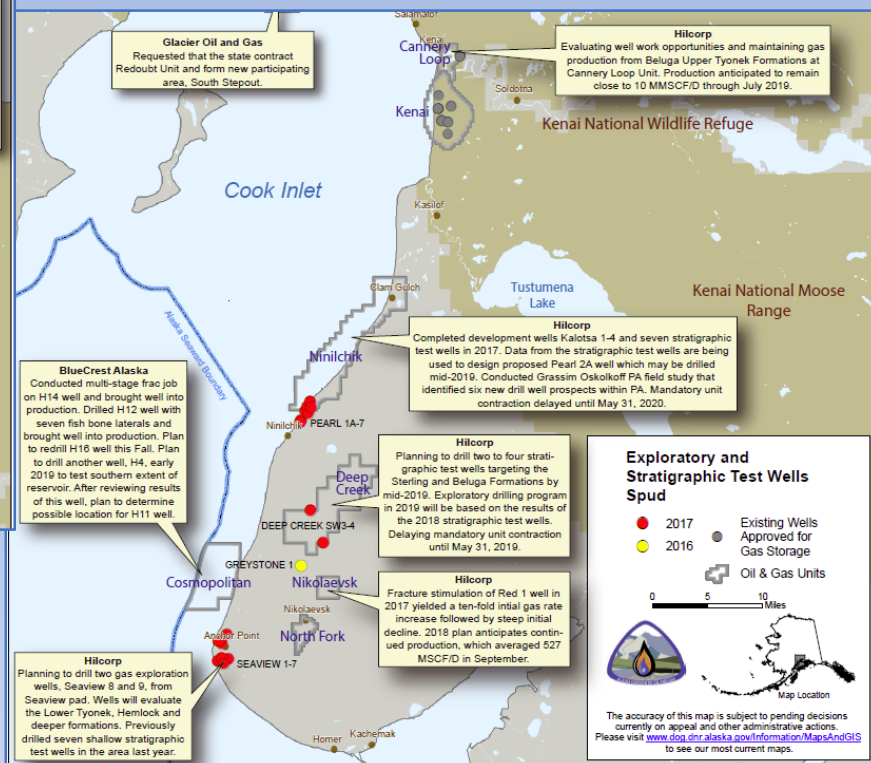 Salamatof
Glacier Oil and Gas
Requested that the state contract
Redoubt Unit and form new participating
area, South Stepout.
Kenai
Cannery
Loop
Hilcorp
Evaluating well work opportunities and maintaining gas
production from Beluga Upper Tyonek Formations at
Cannery Loop Unit. Production anticipated to remain
close to 10 MMSCF/D through July 2019.
Soldotna
Kenai
Kenai National Wildlife Refuge
Cook Inlet
Kasilof
Tustumena
Lake
Kenai National Moose
Range
Clam Gulch
Alaska Seaward Boundary
Ninilchik
Hilcorp
Completed development wells Kalotsa 1-4 and seven stratigraphic
test wells in 2017. Data from the stratigraphic test wells are being
used to design proposed Pearl 2A well which may be drilled
mid-2019. Conducted Grassim Oskolkoff PA field study that
identified six new drill well prospects within PA. Mandatory unit
contraction delayed until May 31, 2020.
BlueCrest Alaska
Conducted multi-stage frac job
on H14 well and brought well into
production. Drilled H12 well with
seven fish bone laterals and
brought well into production. Plan
to redrill H16 well this Fall. Plan
to drill another well, H4, early
2019 to test southern extent of
reservoir. After reviewing results
of this well, plan to determine
possible location for H11 well.
Ninilchik
PEARL 1A-7
Deep
Creek
Hilcorp
Planning to drill two to four strati-
graphic test wells targeting the
Sterling and Beluga Formations by
mid-2019. Exploratory drilling program
in 2019 will be based on the results of
the 2018 stratigraphic test wells.
Delaying mandatory unit contraction
until May 31, 2019.
DEEP CREEK SW3-4
GREYSTONE 1
Cosmopolitan
Nikolaevsk
Hilcorp
Fracture stimulation of Red 1 well in
2017 yielded a ten-fold intial gas rate
increase followed by steep initial
decline. 2018 plan anticipates contin-
ued production, which averaged 527
MSCF/D in September.
Nikolaevsk
North Fork
Anchor Point
SEAVIEW 1-7
Hilcorp
Planning to drill two gas exploration
wells, Seaview 8 and 9, from
Seaview pad. Wells will evaluate
the Lower Tyonek, Hemlock and
deeper formations. Previously
drilled seven shallow stratigraphic
test wells in the area last year.
Homer
Kachemak
Exploratory and
Stratigraphic Test Wells
Spud
2017
2016
Existing Wells
Approved for
Gas Storage
Oil & Gas Units
0 5 10
Miles
Map Location
The accuracy of this map is subject to pending decisions
currently on appeal and other administrative actions.
Please visit www.dog.dnr.alaska.gov/Information/MapsAndGIS
to see our most current maps.